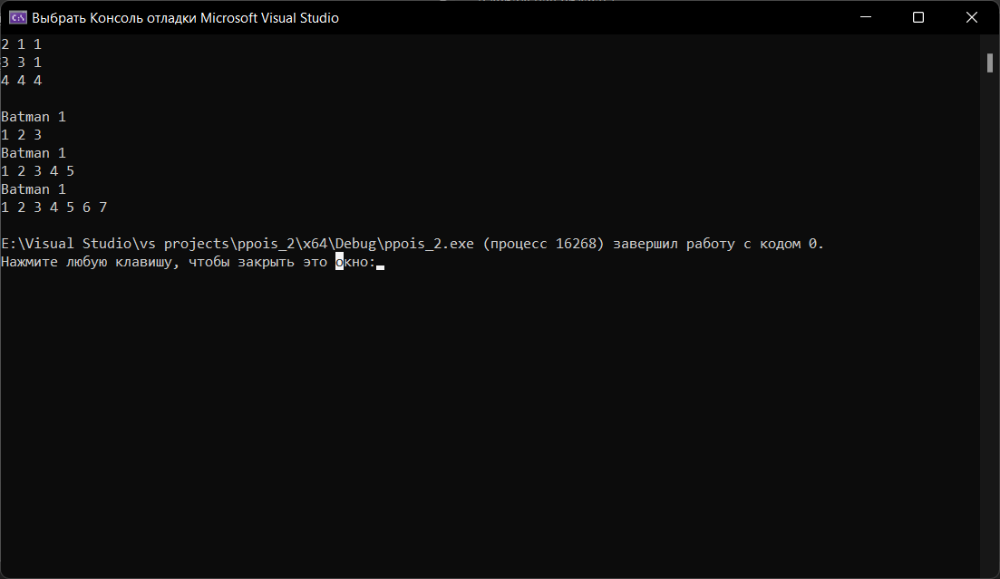 Выбрать Консоль отладки Microsoft Visual Studio
2 1 1
3 3 1
4 4 4
Batman 1
1 2 3
Batman 1
1 2 3 4 5
Batman 1
1 2 3 4 5 6 7
E:\Visual Studio\vs projects\ppois_2\x64\Debug\ppois_2.exe (процесс 16268) завершил работу с кодом 0.
Нажмите любую клавишу, чтобы закрыть это окно: